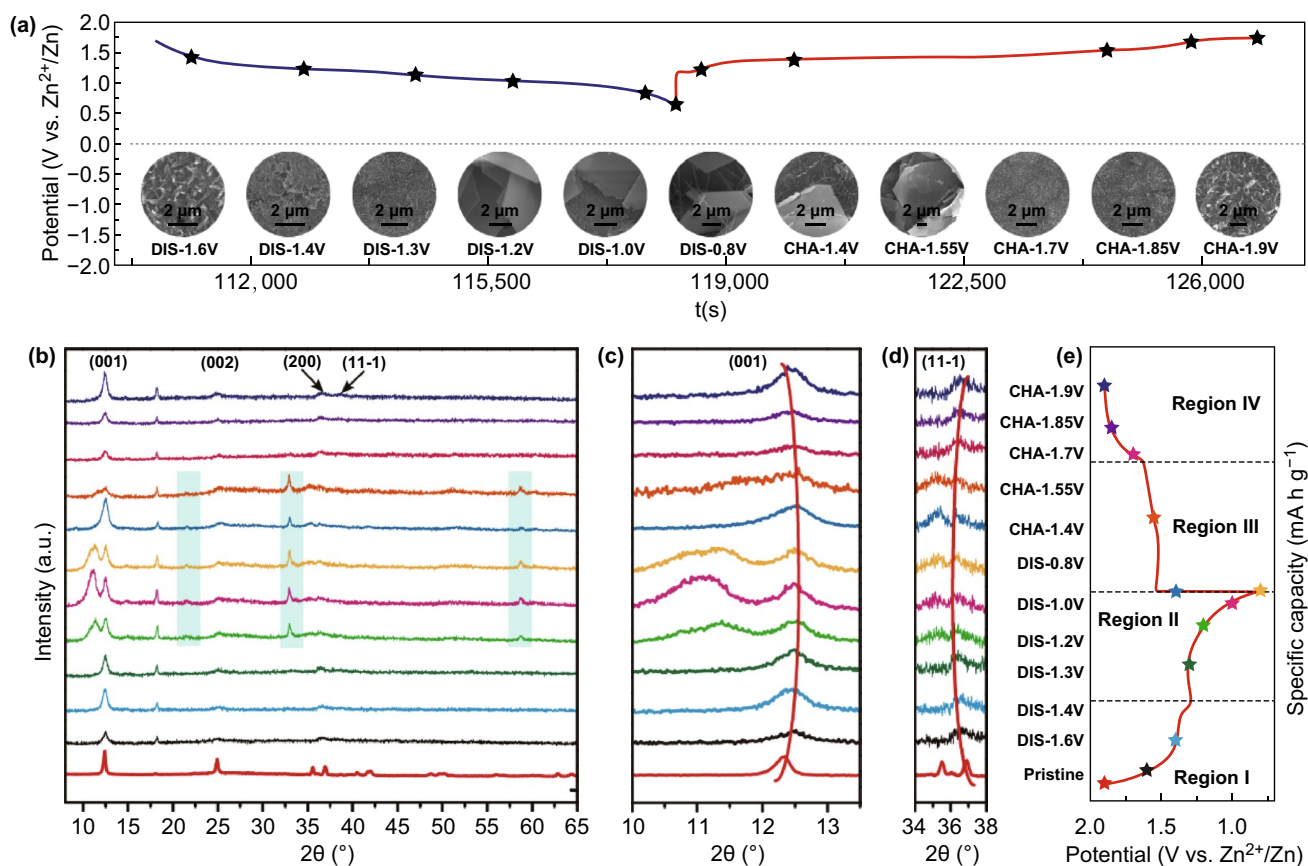 (a)
Potential (V vs. Zn²⁺/Zn)
2.0
1.5
1.0
0.5
0.0
−0.5
−1.0
−1.5
−2.0
2 μm 2 μm 2 μm 2 μm 2 μm 2 μm 2 μm 2 μm 2 μm 2 μm 2 μm
DIS-1.6V DIS-1.4V DIS-1.3V DIS-1.2V DIS-1.0V DIS-0.8V CHA-1.4V CHA-1.55V CHA-1.7V CHA-1.85V CHA-1.9V
112,000 115,500 119,000 122,500 126,000
t(s)
(b)
(001) (002) (200) (11-1)
Intensity (a.u.)
10 15 20 25 30 35 40 45 50 55 60 65
2θ (°)
(c)
(001)
10 11 12 13
2θ (°)
(d)
(11-1)
34 36 38
2θ (°)
CHA-1.9V
CHA-1.85V
CHA-1.7V
CHA-1.55V
CHA-1.4V
DIS-0.8V
DIS-1.0V
DIS-1.2V
DIS-1.3V
DIS-1.4V
DIS-1.6V
Pristine
(e)
Region IV
Region III
Region II
Region I
Specific capacity (mA h g⁻¹)
2.0 1.5 1.0
Potential (V vs. Zn²⁺/Zn)